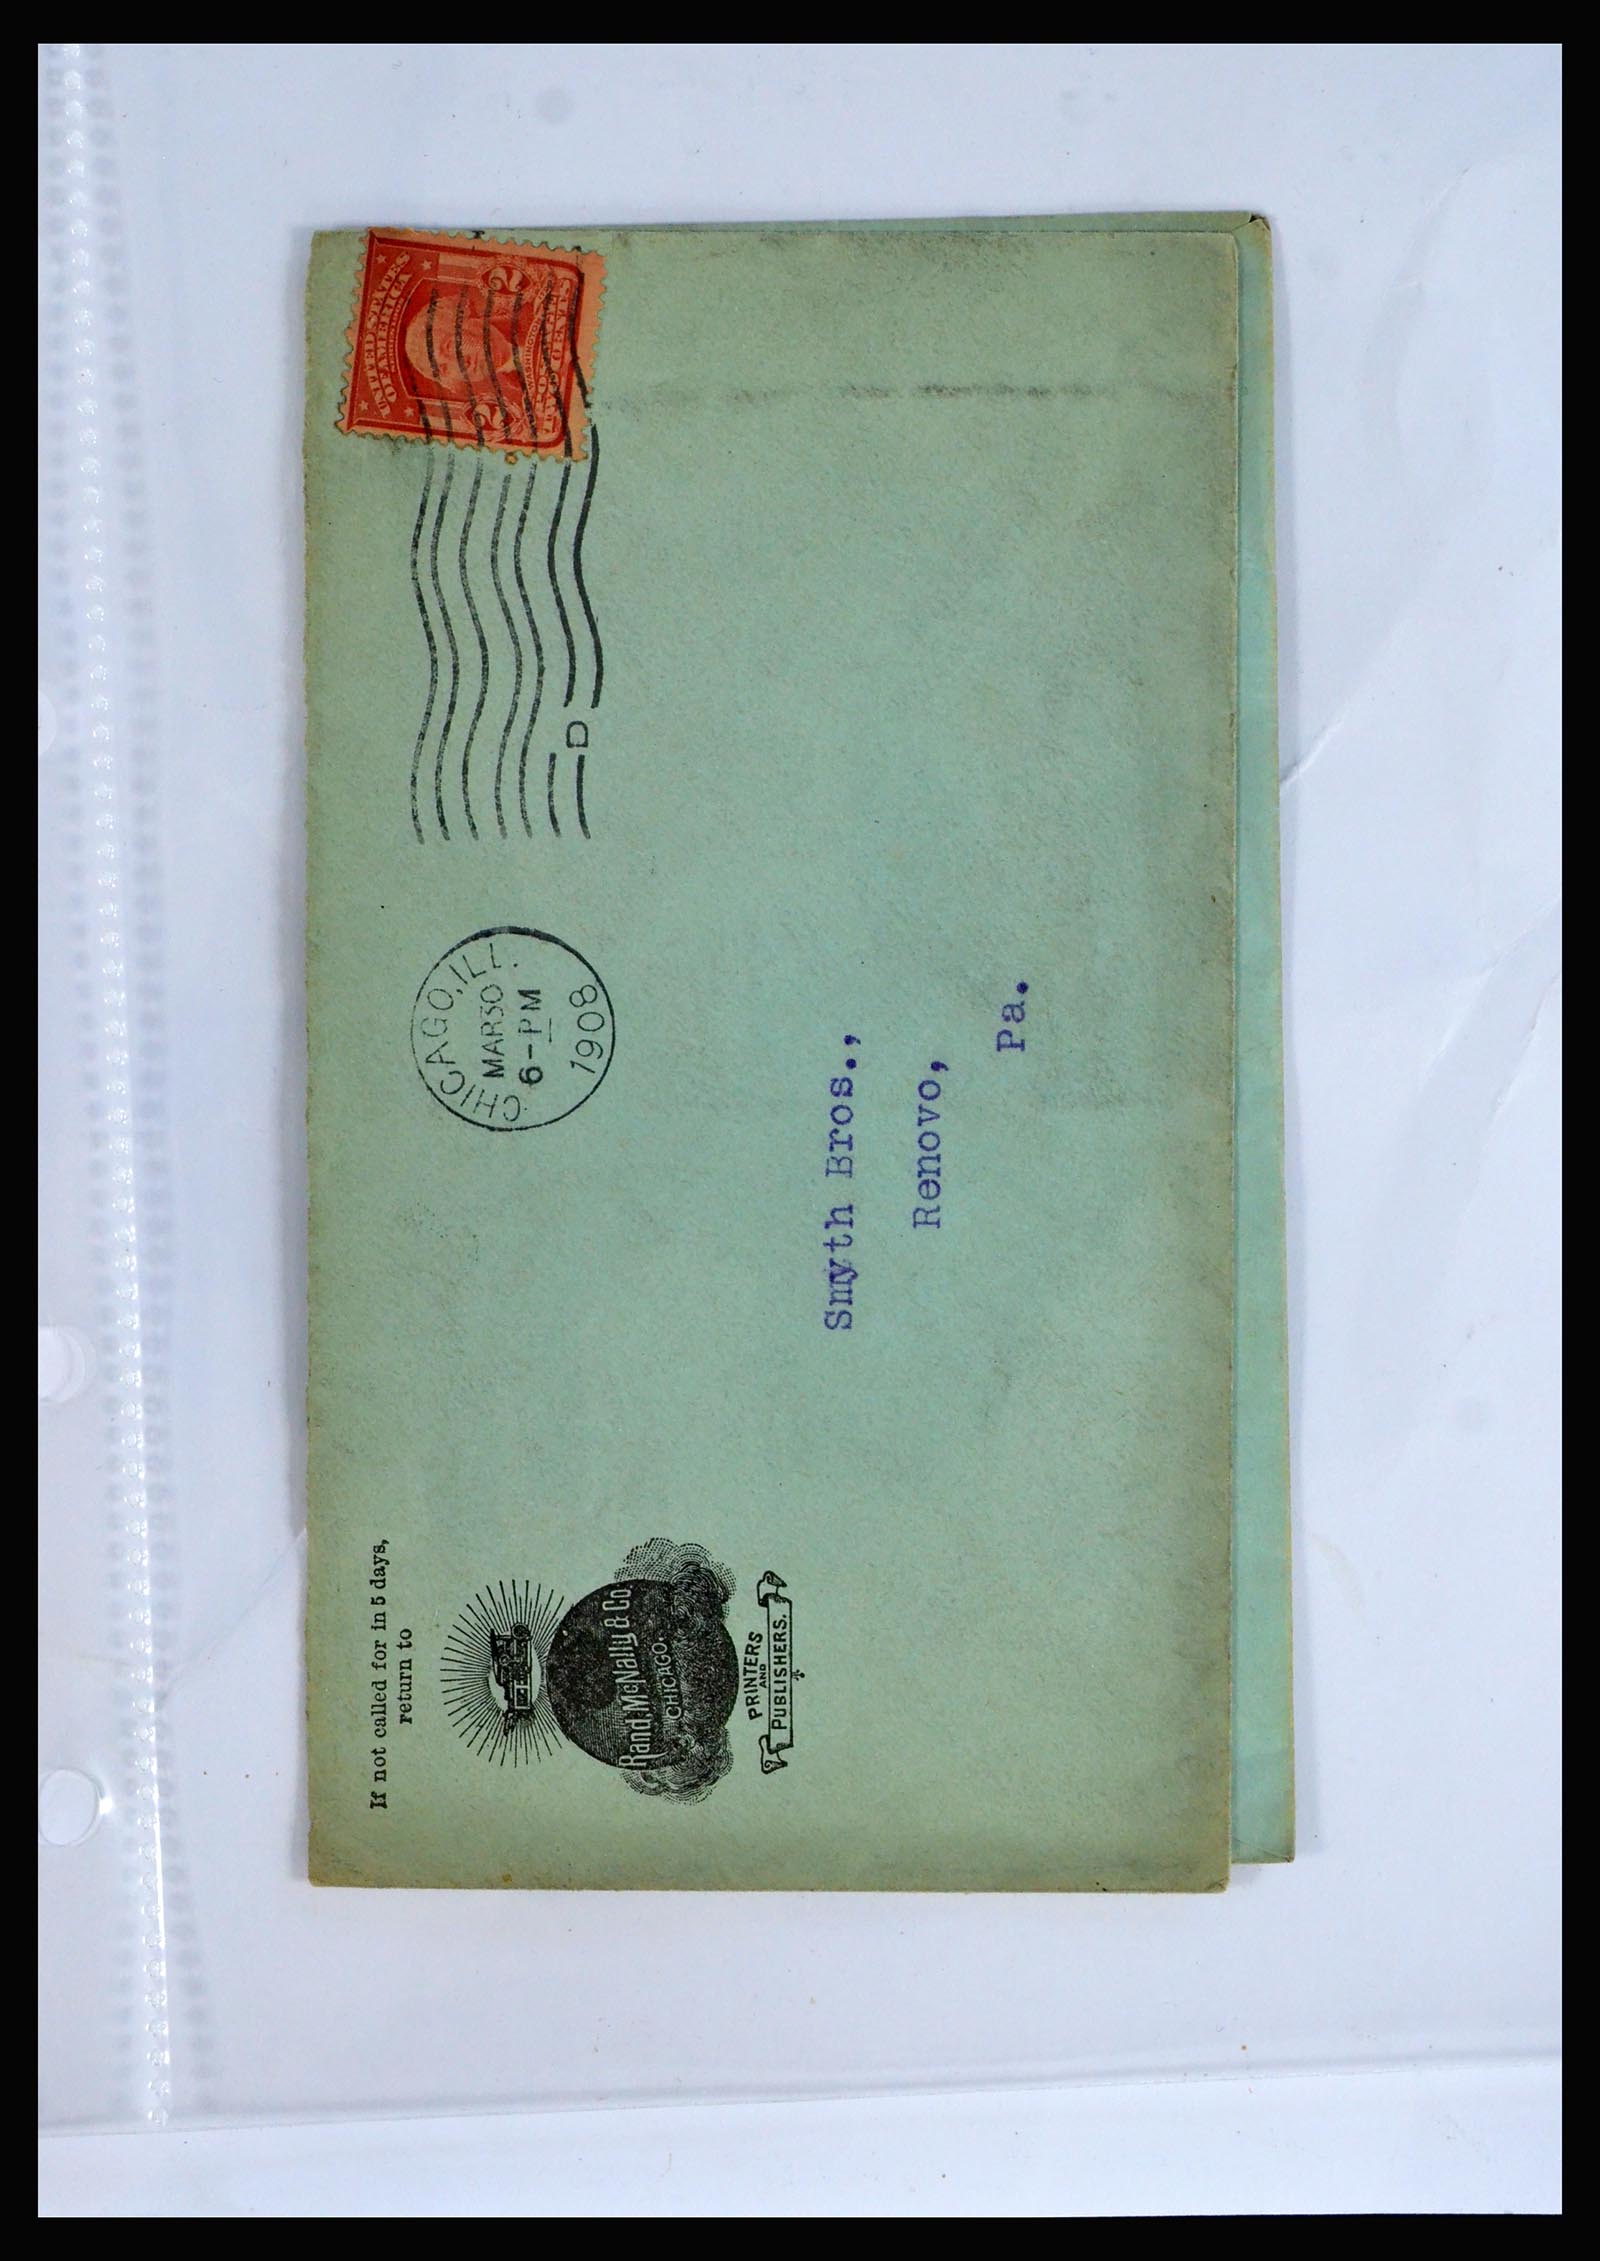 If not called for in 5 days,
return to
Rand, McNally & Co.
CHICAGO.
PRINTERS
AND
PUBLISHERS.
CHICAGO, ILL.
MAR 30
6-PM
1908
D
UNITED STATES
OF AMERICA
2 2
WASHINGTON
TWO CENTS
Smyth Bros.,
Renovo,
Pa.